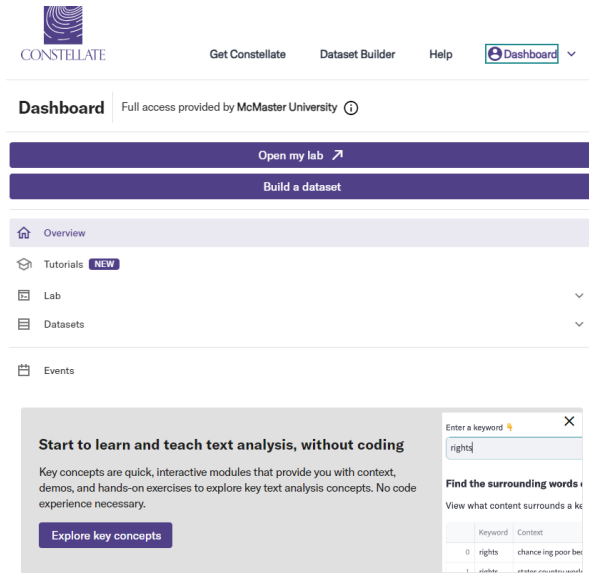 CONSTELLATE
Get Constellate
Dataset Builder
Help
Dashboard
Dashboard
Full access provided by McMaster University
Open my lab
Build a dataset
Overview
Tutorials NEW
Lab
Datasets
Events
Start to learn and teach text analysis, without coding
Key concepts are quick, interactive modules that provide you with context,
demos, and hands-on exercises to explore key text analysis concepts. No code
experience necessary.
Explore key concepts
Enter a keyword
rights
Find the surrounding words
View what content surrounds a
Keyword Context
0 rights chance ing poor
rights states country